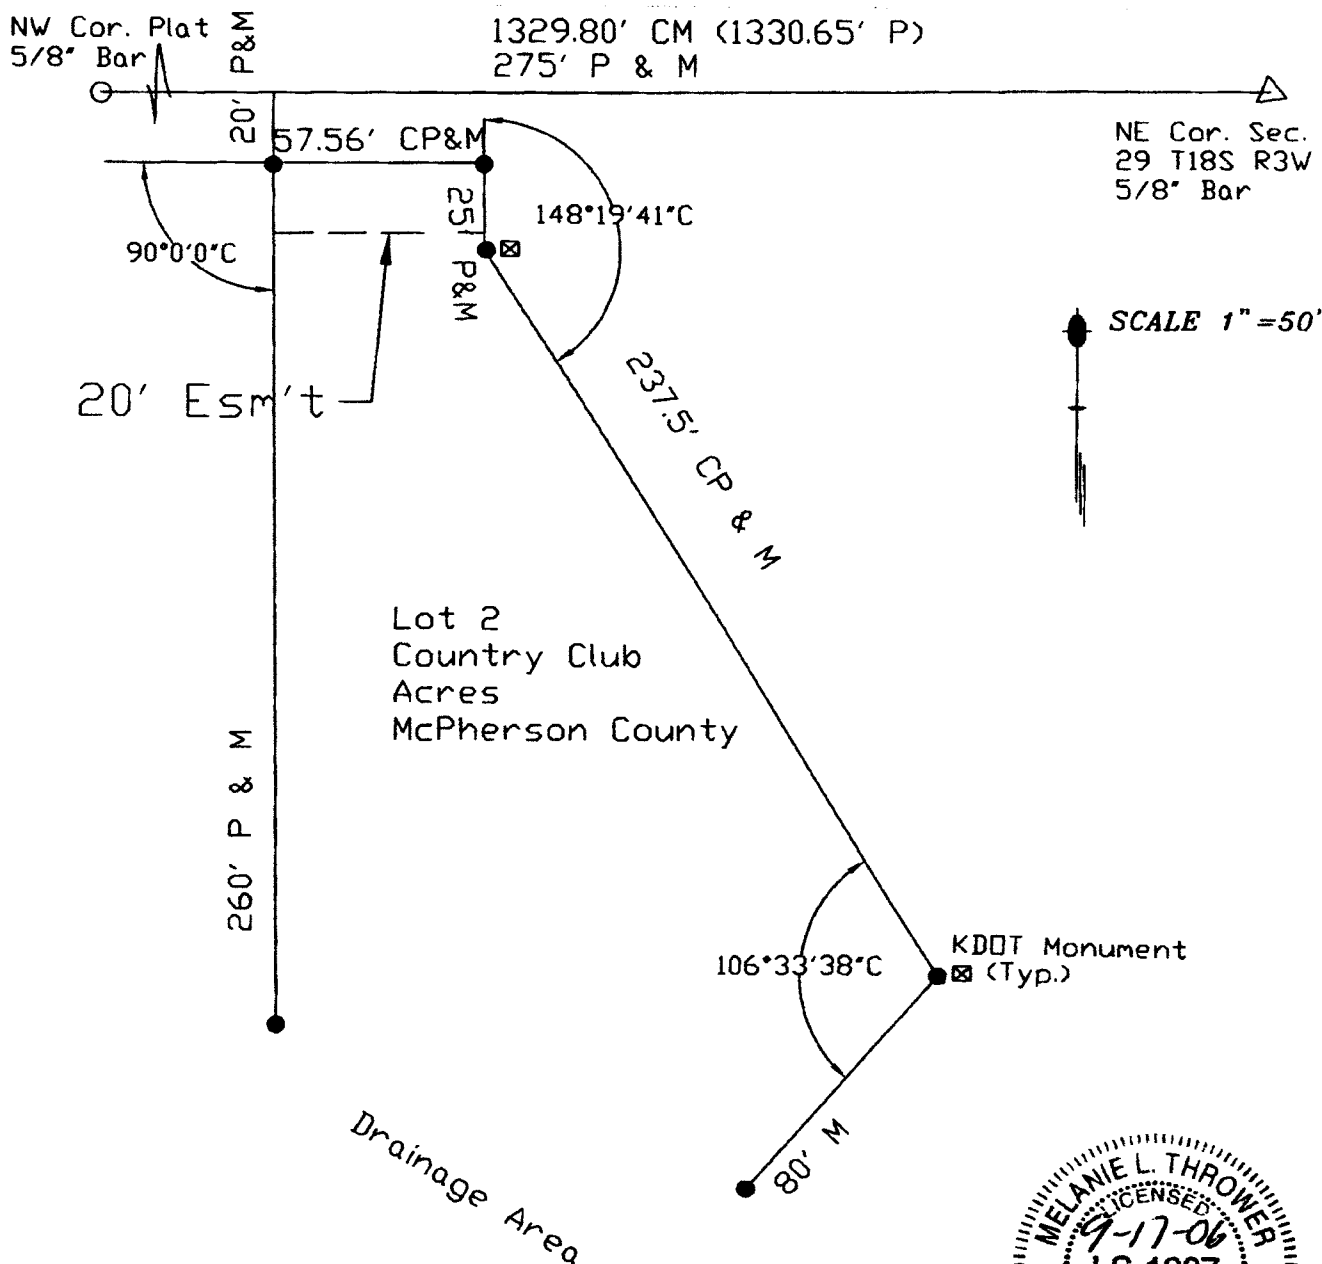 NW Cor. Plat
5/8" Bar
20' P&M
1329.80' CM (1330.65' P)
275' P & M
57.56' CP&M
NE Cor. Sec.
29 T18S R3W
5/8" Bar
25' P&M
148°19'41"C
90°0'0"C
SCALE 1"=50'
20' Esm't
237.5' CP & M
Lot 2
Country Club
Acres
McPherson County
260' P & M
KDOT Monument
(Typ.)
106°33'38"C
80' M
Drainage Area
MELANIE L. THROWER
LICENSED
9-17-06